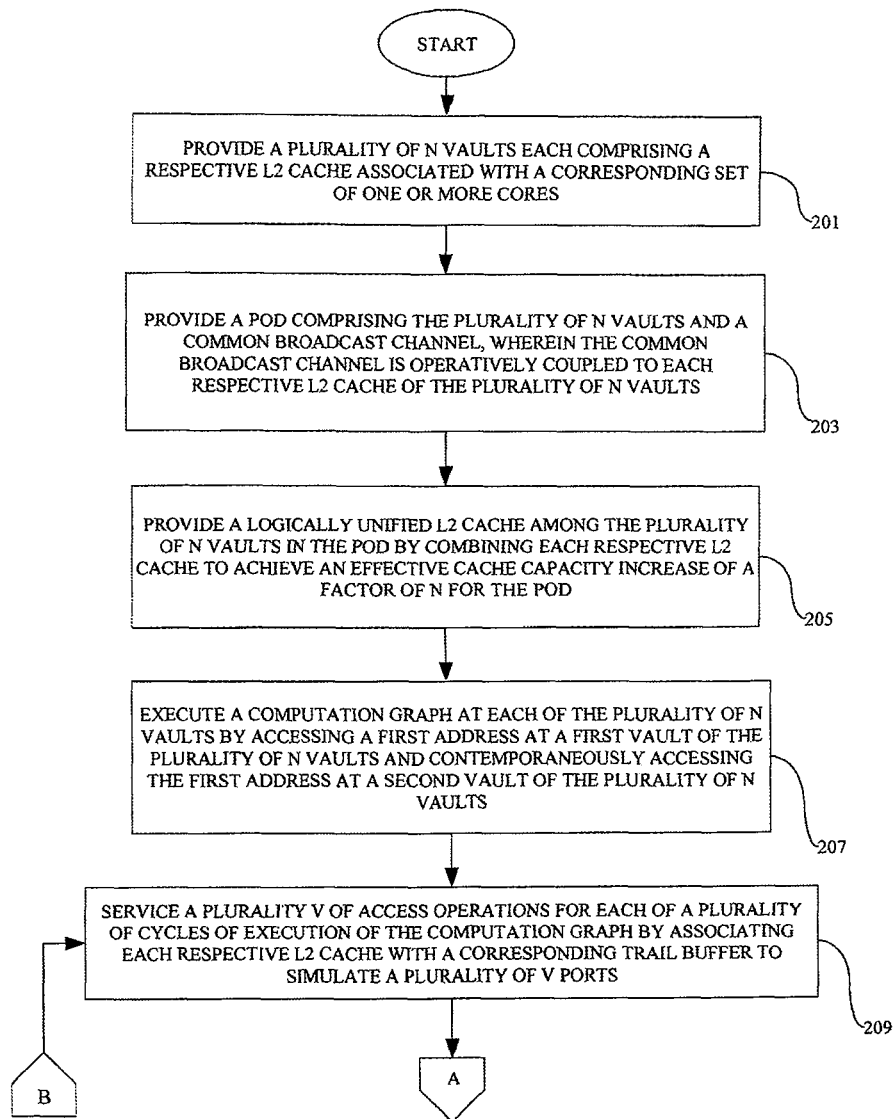 START
PROVIDE A PLURALITY OF N VAULTS EACH COMPRISING A
RESPECTIVE L2 CACHE ASSOCIATED WITH A CORRESPONDING SET
OF ONE OR MORE CORES
201
PROVIDE A POD COMPRISING THE PLURALITY OF N VAULTS AND A
COMMON BROADCAST CHANNEL, WHEREIN THE COMMON
BROADCAST CHANNEL IS OPERATIVELY COUPLED TO EACH
RESPECTIVE L2 CACHE OF THE PLURALITY OF N VAULTS
203
PROVIDE A LOGICALLY UNIFIED L2 CACHE AMONG THE PLURALITY
OF N VAULTS IN THE POD BY COMBINING EACH RESPECTIVE L2
CACHE TO ACHIEVE AN EFFECTIVE CACHE CAPACITY INCREASE OF A
FACTOR OF N FOR THE POD
205
EXECUTE A COMPUTATION GRAPH AT EACH OF THE PLURALITY OF N
VAULTS BY ACCESSING A FIRST ADDRESS AT A FIRST VAULT OF THE
PLURALITY OF N VAULTS AND CONTEMPORANEOUSLY ACCESSING
THE FIRST ADDRESS AT A SECOND VAULT OF THE PLURALITY OF N
VAULTS
207
SERVICE A PLURALITY V OF ACCESS OPERATIONS FOR EACH OF A PLURALITY
OF CYCLES OF EXECUTION OF THE COMPUTATION GRAPH BY ASSOCIATING
EACH RESPECTIVE L2 CACHE WITH A CORRESPONDING TRAIL BUFFER TO
SIMULATE A PLURALITY OF V PORTS
209
B
A